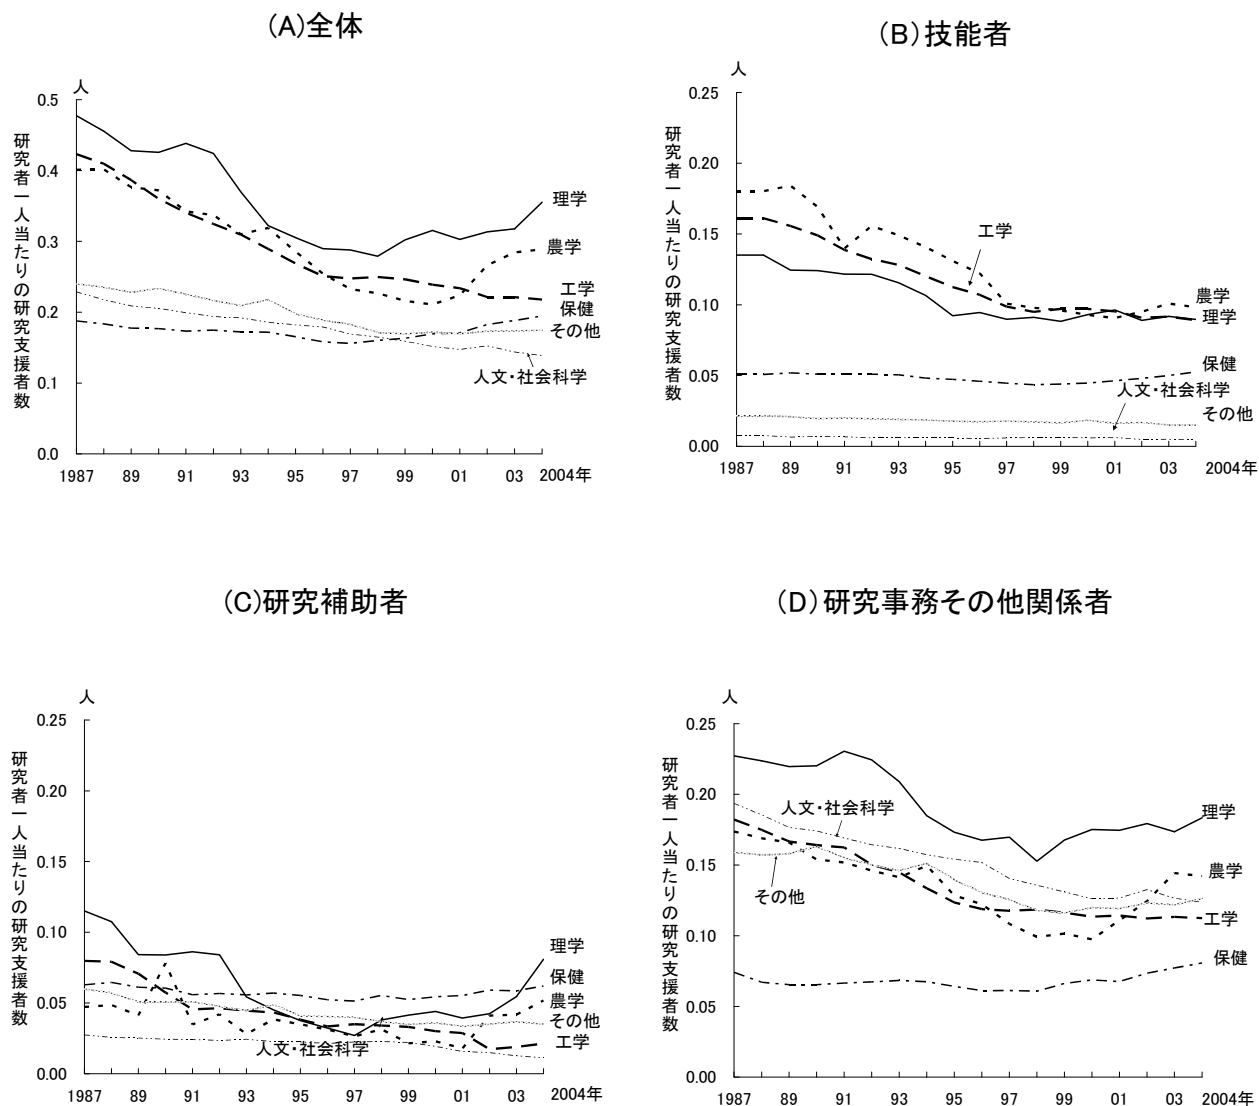 (A)全体
人
研究者一人当たりの研究支援者数
0.5
0.4
0.3
0.2
0.1
0.0
1987 89 91 93 95 97 99 01 03 2004年
理学
農学
工学
保健
その他
人文・社会科学
(B)技能者
人
研究者一人当たりの研究支援者数
0.25
0.20
0.15
0.10
0.05
0.00
1987 89 91 93 95 97 99 01 03 2004年
工学
農学
理学
保健
人文・社会科学
その他
(C)研究補助者
人
研究者一人当たりの研究支援者数
0.25
0.20
0.15
0.10
0.05
0.00
1987 89 91 93 95 97 99 01 03 2004年
理学
保健
農学
その他
工学
人文・社会科学
(D)研究事務その他関係者
人
研究者一人当たりの研究支援者数
0.25
0.20
0.15
0.10
0.05
0.00
1987 89 91 93 95 97 99 01 03 2004年
人文・社会科学
理学
農学
その他
工学
保健